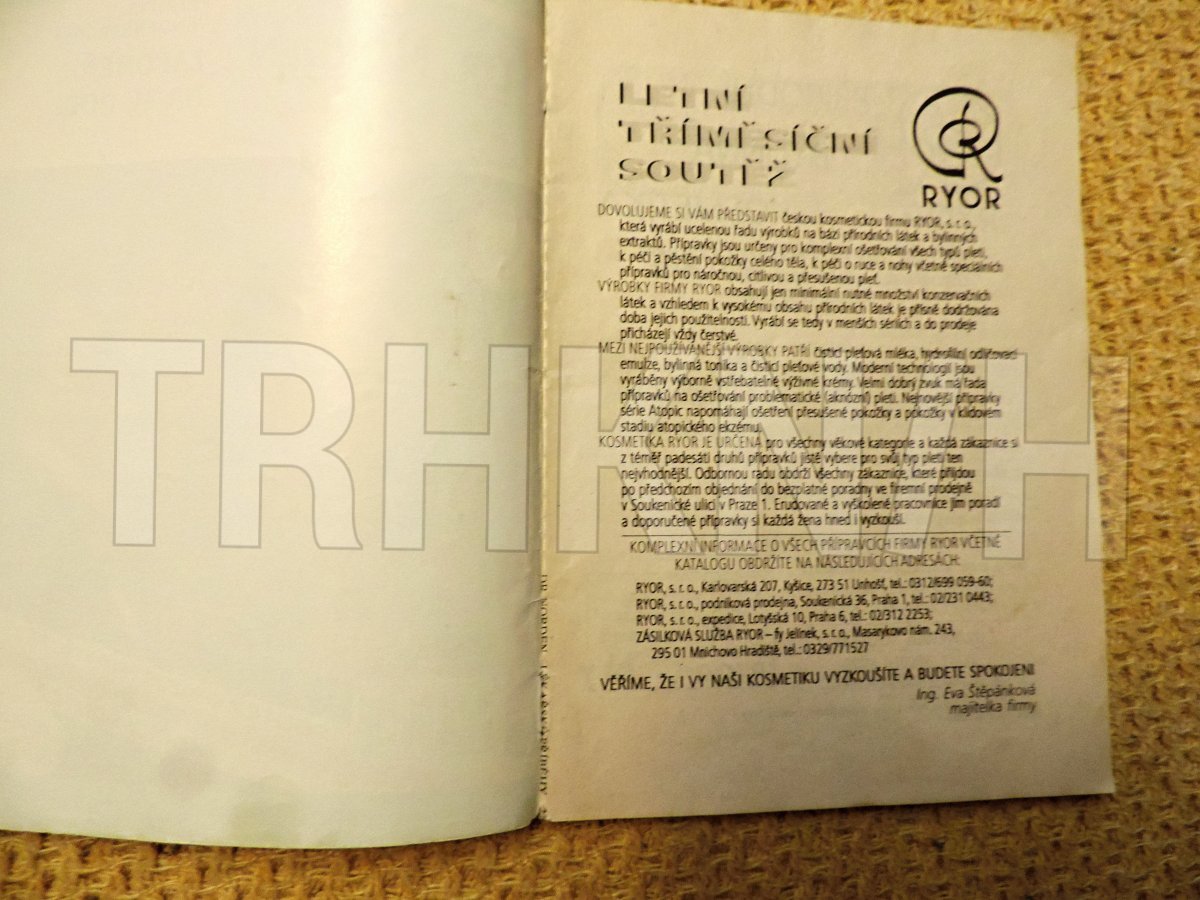 LETNÍ
TŘÍMĚSÍČNÍ
SOUTĚŽ
RYOR
DOVOLUJEME SI VÁM PŘEDSTAVIT českou kosmetickou firmu RYOR, s. r. o.,
která vyrábí ucelenou řadu výrobků na bázi přírodních látek a bylinných
extraktů. Přípravky jsou určeny pro komplexní ošetřování všech typů pleti,
k péči a pěstění pokožky celého těla, k péči o ruce a nohy včetně speciálních
přípravků pro náročnou, citlivou a přesušenou pleť.
VÝROBKY FIRMY RYOR obsahují jen minimální nutné množství konzervačních
látek a vzhledem k vysokému obsahu přírodních látek je přísně dodržována
doba jejich použitelnosti. Vyrábí se tedy v menších sériích a do prodeje
přicházejí vždy čerstvé.
MEZI NEJPOUŽÍVANĚJŠÍ VÝROBKY PATŘÍ čisticí pleťová mléka, hydrofilní odličovací
emulze, bylinná tonika a čisticí pleťové vody. Moderní technologií jsou
vyráběny výborně vstřebatelné výživné krémy. Velmi dobrý zvuk má řada
přípravků na ošetřování problematické (aknózní) pleti. Nejnovější přípravky
série Atopic napomáhají ošetření přesušené pokožky a pokožky v klidovém
stadiu atopického ekzému.
KOSMETIKA RYOR JE URČENA pro všechny věkové kategorie a každá zákaznice si
z téměř padesáti druhů přípravků jistě vybere pro svůj typ pleti ten
nejvhodnější. Odbornou radu obdrží všechny zákaznice, které přijdou
po předchozím objednání do bezplatné poradny ve firemní prodejně
v Soukenické ulici v Praze 1. Erudované a vyškolené pracovnice jim poradí
a doporučené přípravky si každá žena hned i vyzkouší.
KOMPLEXNÍ INFORMACE O VŠECH PŘÍPRAVCÍCH FIRMY RYOR VČETNĚ
KATALOGU OBDRŽÍTE NA NÁSLEDUJÍCÍCH ADRESÁCH:
RYOR, s. r. o., Karlovarská 207, Kyšice, 273 51 Unhošť, tel.: 0312/699 059-60;
RYOR, s. r. o., podniková prodejna, Soukenická 36, Praha 1, tel.: 02/231 0443;
RYOR, s. r. o., expedice, Lotyšská 10, Praha 6, tel.: 02/312 2253;
ZÁSILKOVÁ SLUŽBA RYOR – fy Jelínek, s. r. o., Masarykovo nám. 243,
295 01 Mnichovo Hradiště, tel.: 0329/771527
VĚŘÍME, ŽE I VY NAŠI KOSMETIKU VYZKOUŠÍTE A BUDETE SPOKOJENI
Ing. Eva Štěpánková
majitelka firmy
TRHKNIH